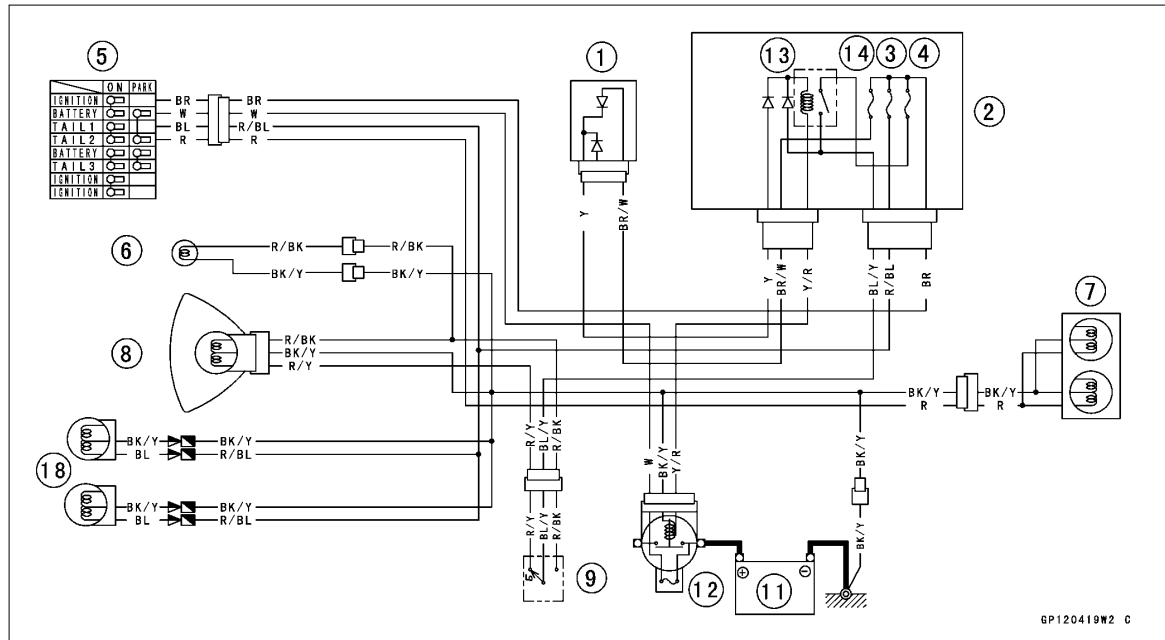 5
ON PARK
IGNITION
BATTERY
TAIL1
TAIL2
BATTERY
TAIL3
IGNITION
IGNITION
BR BR
W W
BL R/BL
R R
1
Y BR/W
13 14 3 4
2
Y BR/W Y/R BL/Y R/BL BR
6
R/BK R/BK
BK/Y BK/Y
8
R/BK
BK/Y
R/Y
7
BK/Y BK/Y
R R
18
BK/Y BK/Y
BL R/BL
BK/Y BK/Y
BL R/BL
R/Y BL/Y R/BK
R/Y BL/Y R/BK
9
W BK/Y Y/R
12
+ −
11
BK/Y
BK/Y
GP120419W2 C